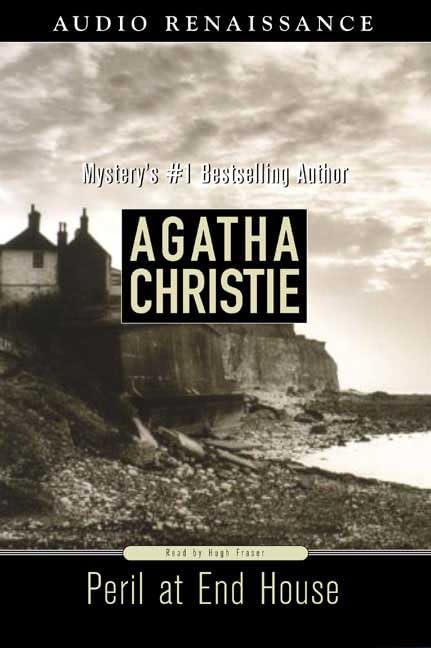 AUDIO RENAISSANCE
Mystery's #1 Bestselling Author
AGATHA
CHRISTIE
Read by Hugh Fraser
Peril at End House